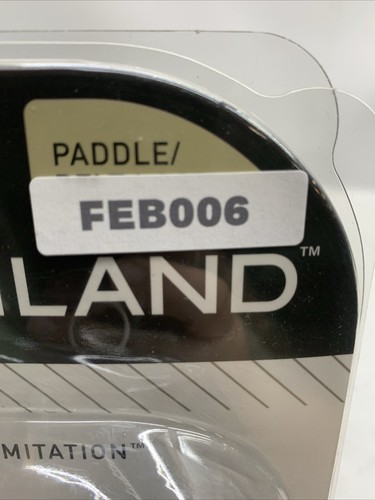 PADDLE/
FEB006
LAND™
MITATION™